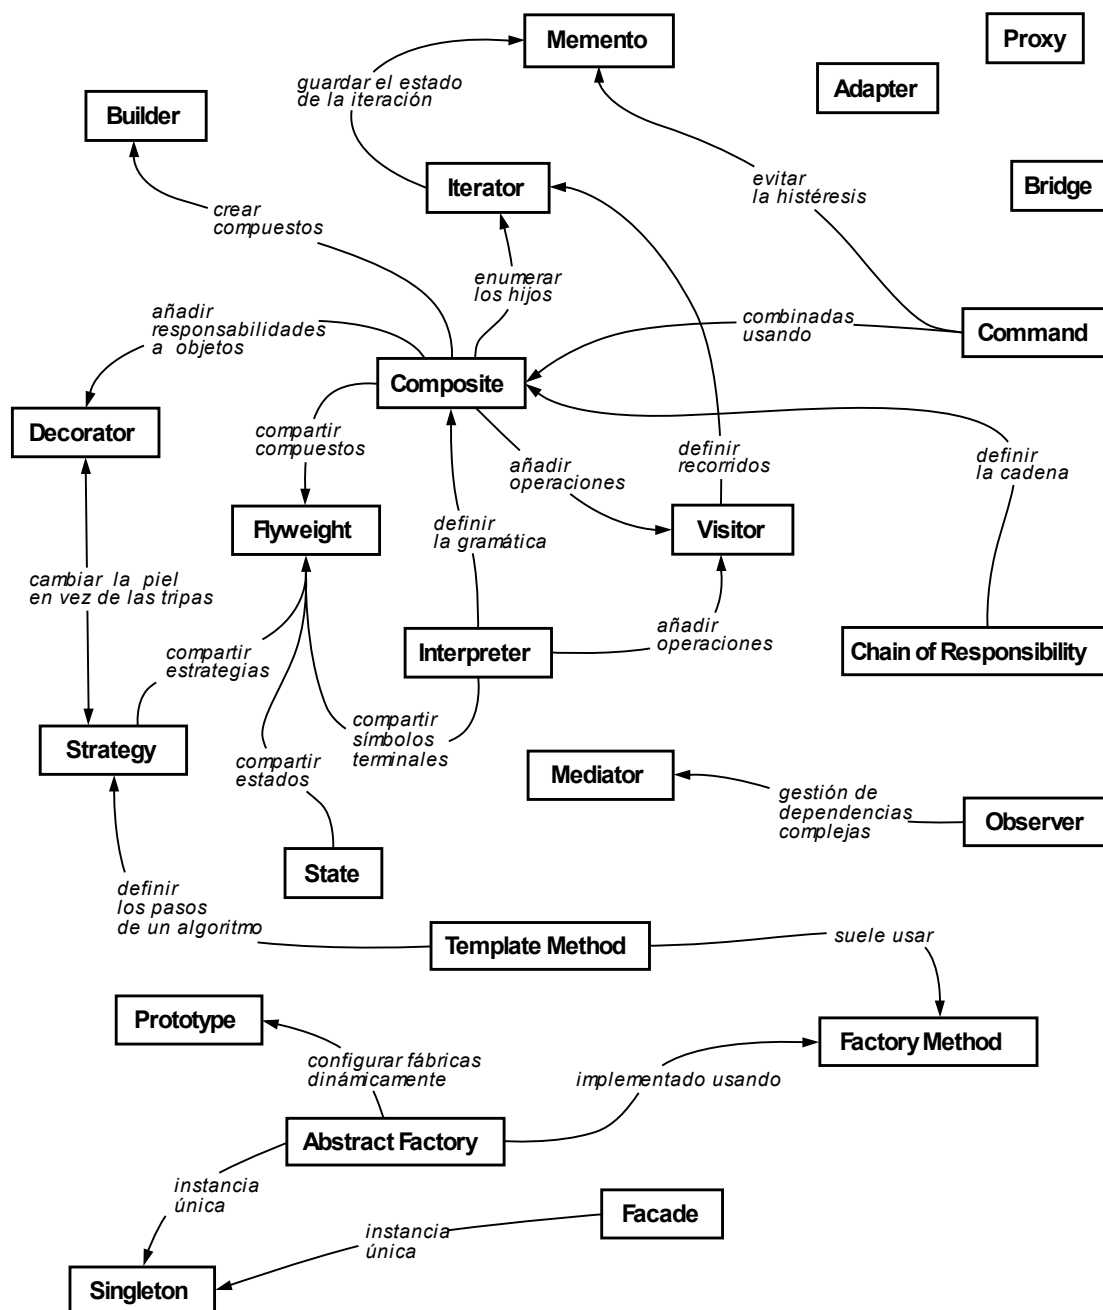 Memento
Proxy
Adapter
guardar el estado
de la iteración
Builder
Iterator
evitar
la histéresis
Bridge
crear
compuestos
enumerar
los hijos
añadir
responsabilidades
a objetos
combinadas
usando
Command
Composite
Decorator
compartir
compuestos
añadir
operaciones
definir
recorridos
definir
la cadena
Flyweight
definir
la gramática
Visitor
cambiar la piel
en vez de las tripas
compartir
estrategias
Interpreter
añadir
operaciones
Chain of Responsibility
Strategy
compartir
símbolos
terminales
compartir
estados
Mediator
gestión de
dependencias
complejas
Observer
State
definir
los pasos
de un algoritmo
Template Method
suele usar
Prototype
Factory Method
configurar fábricas
dinámicamente
implementado usando
Abstract Factory
instancia
única
Facade
instancia
única
Singleton